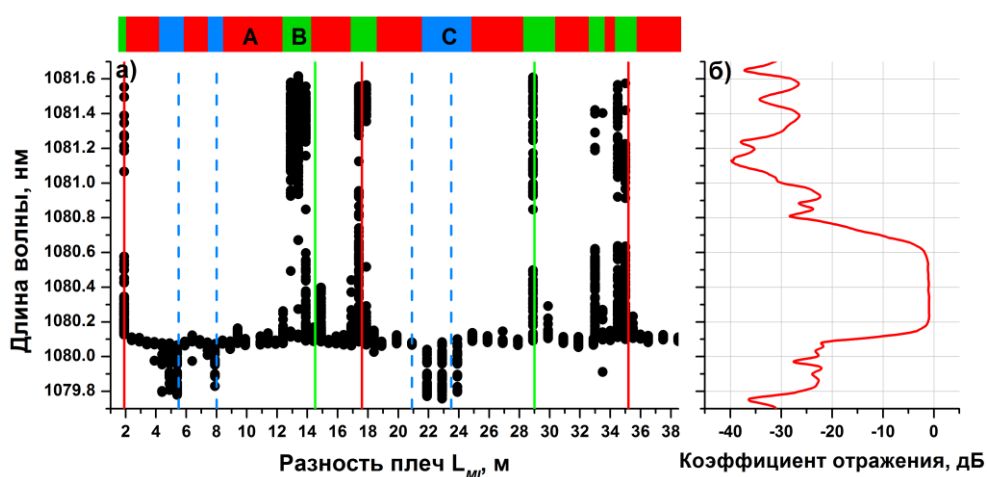 A B C
а) б)
Длина волны, нм
1081.6
1081.4
1081.2
1081.0
1080.8
1080.6
1080.4
1080.2
1080.0
1079.8
2 4 6 8 10 12 14 16 18 20 22 24 26 28 30 32 34 36 38
-40 -30 -20 -10 0
Разность плеч L_MI, м
Коэффициент отражения, дБ